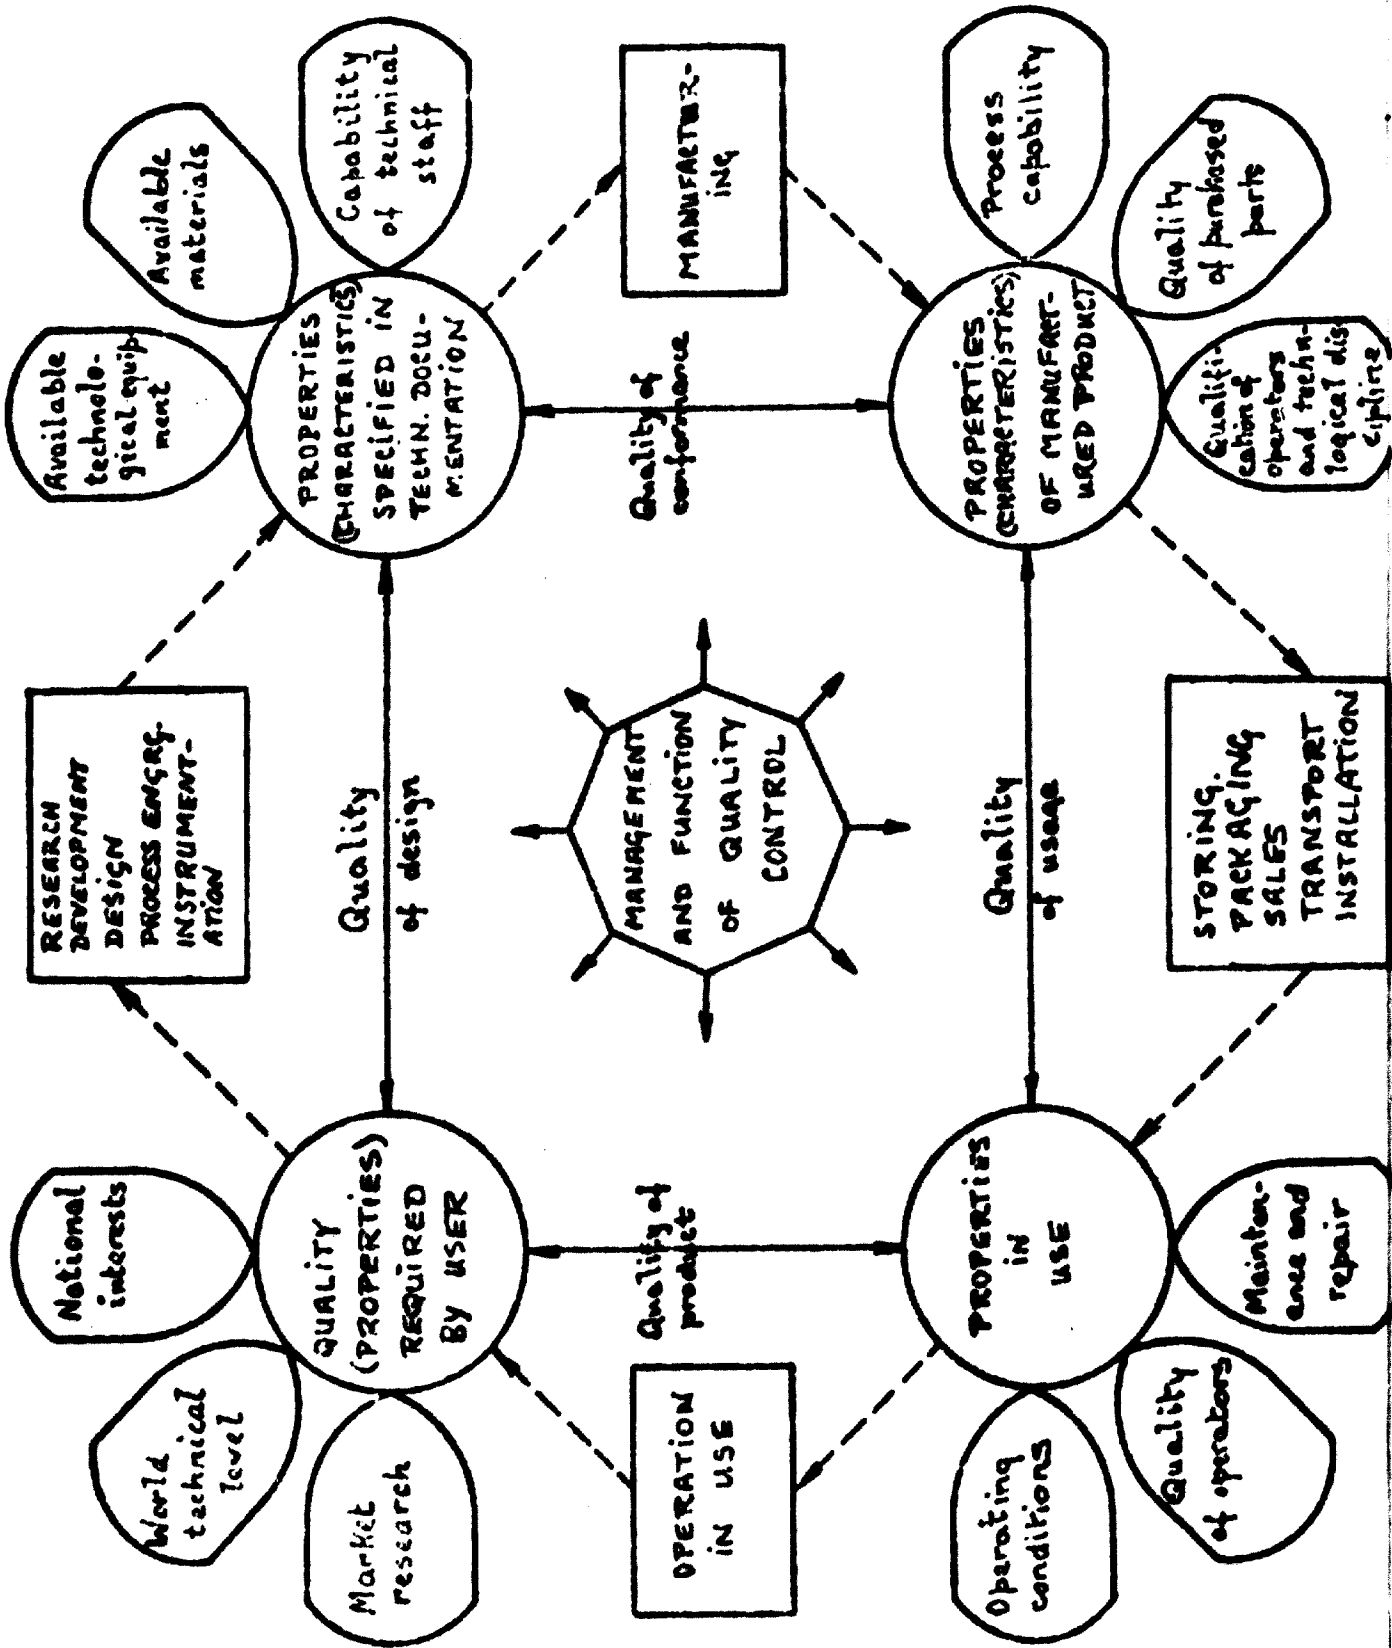 National
interests
World
technical
level
Market
research
QUALITY
(PROPERTIES)
REQUIRED
BY USER
RESEARCH
DEVELOPMENT
DESIGN
PROCESS ENGRG.
INSTRUMENT-
ATION
Quality
of design
Available
technolo-
gical equip-
ment
Available
materials
Capability
of technical
staff
PROPERTIES
(CHARACTERISTICS)
SPECIFIED IN
TECHN. DOCU-
MENTATION
OPERATION
IN USE
Quality of
product
MANAGEMENT
AND FUNCTION
OF QUALITY
CONTROL
Quality of
conformance
MANUFACTER-
ING
PROPERTIES
IN
USE
Operating
conditions
Quality
of operators
Mainten-
ance and
repair
Quality
of usage
STORING.
PACKAGING
SALES
TRANSPORT
INSTALLATION
PROPERTIES
(CHARACTERISTICS)
OF MANUFACT-
URED PRODUCT
Process
capability
Quality
of purchased
parts
Qualifi-
cation of
operators
and techn-
logical dis-
cipline